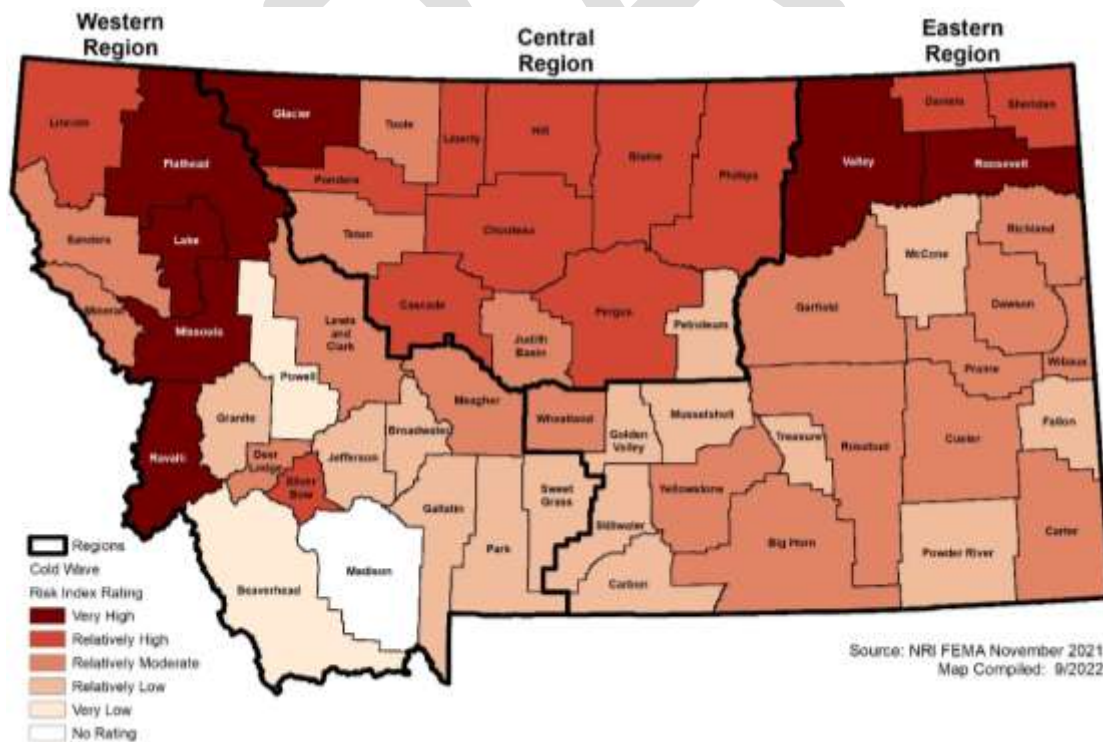 Western
Region
Central
Region
Eastern
Region
Lincoln
Flathead
Glacier
Toole
Liberty
Hill
Blaine
Phillips
Valley
Daniels
Sheridan
Roosevelt
Pondera
Lake
Sanders
Teton
Chouteau
McCone
Richland
Mineral
Missoula
Lewis
and
Clark
Cascade
Judith
Basin
Fergus
Petroleum
Garfield
Dawson
Prairie
Wibaux
Powell
Granite
Meagher
Broadwater
Wheatland
Golden
Valley
Musselshell
Treasure
Rosebud
Custer
Fallon
Ravalli
Deer
Lodge
Silver
Bow
Jefferson
Gallatin
Park
Sweet
Grass
Stillwater
Yellowstone
Big Horn
Carbon
Powder River
Carter
Beaverhead
Madison
Regions
Cold Wave
Risk Index Rating
Very High
Relatively High
Relatively Moderate
Relatively Low
Very Low
No Rating
Source: NRI FEMA November 2021
Map Compiled: 9/2022